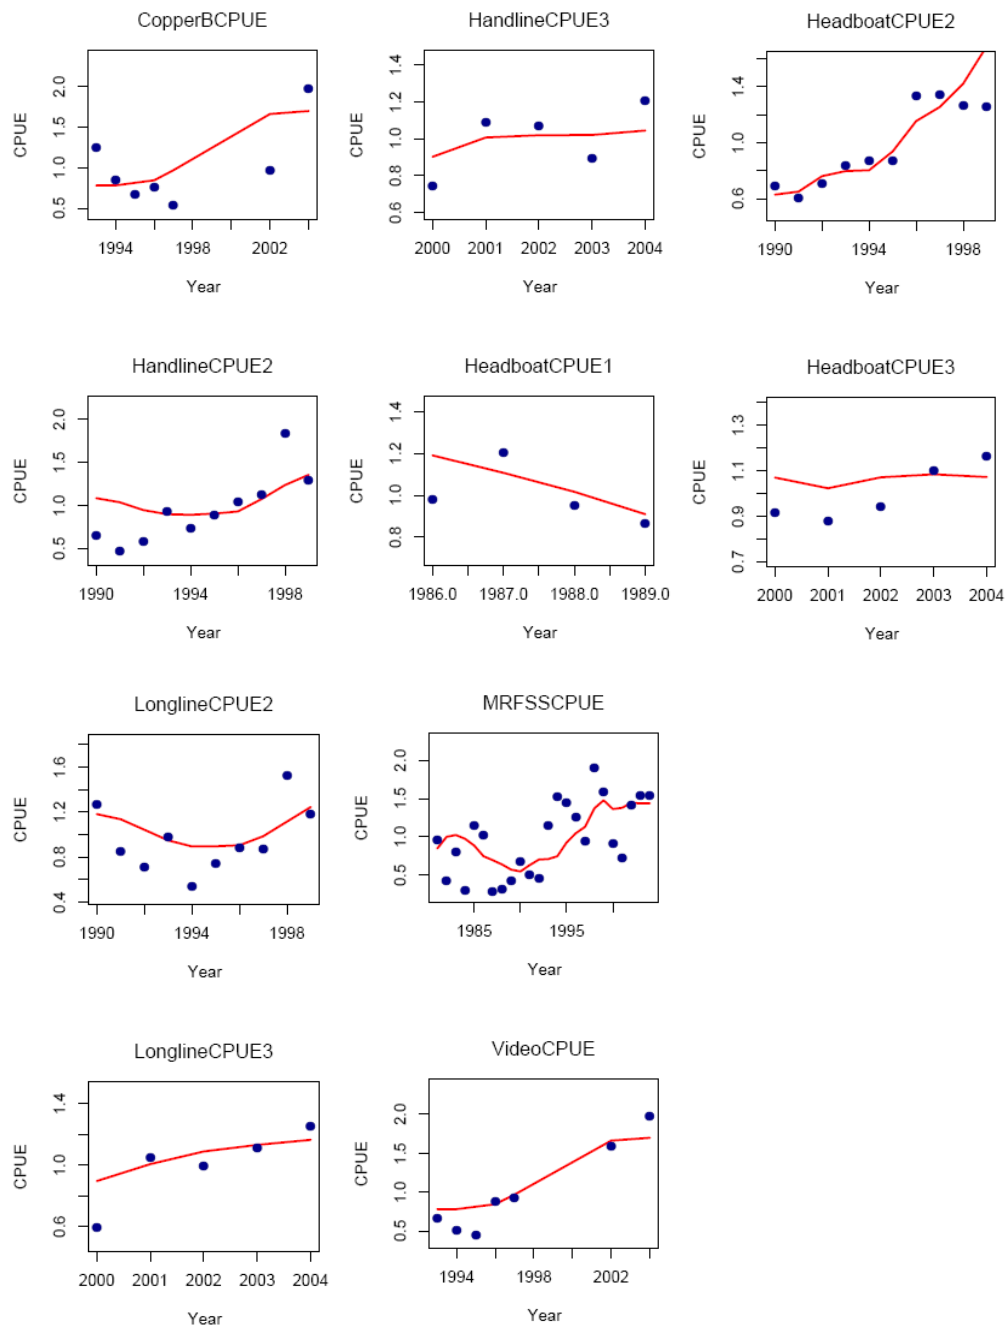 CopperBCPUE
CPUE
2.0
1.5
1.0
0.5
1994 1998 2002
Year
HandlineCPUE3
CPUE
1.4
1.2
1.0
0.8
0.6
2000 2001 2002 2003 2004
Year
HeadboatCPUE2
CPUE
1.4
1.0
0.6
1990 1994 1998
Year
HandlineCPUE2
CPUE
2.0
1.5
1.0
0.5
1990 1994 1998
Year
HeadboatCPUE1
CPUE
1.4
1.2
1.0
0.8
1986.0 1987.0 1988.0 1989.0
Year
HeadboatCPUE3
CPUE
1.3
1.1
0.9
0.7
2000 2001 2002 2003 2004
Year
LonglineCPUE2
CPUE
1.6
1.2
0.8
0.4
1990 1994 1998
Year
MRFSSCPUE
CPUE
2.0
1.5
1.0
0.5
1985 1995
Year
LonglineCPUE3
CPUE
1.4
1.0
0.6
2000 2001 2002 2003 2004
Year
VideoCPUE
CPUE
2.0
1.5
1.0
0.5
1994 1998 2002
Year